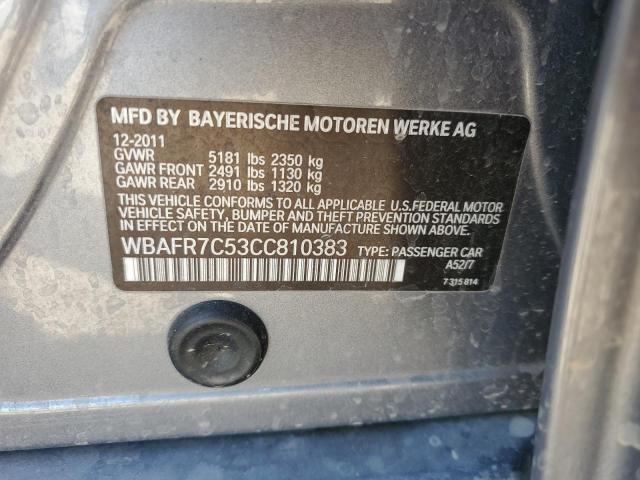 MFD BY BAYERISCHE MOTOREN WERKE AG
12-2011
GVWR 5181 lbs 2350 kg
GAWR FRONT 2491 lbs 1130 kg
GAWR REAR 2910 lbs 1320 kg
THIS VEHICLE CONFORMS TO ALL APPLICABLE U.S. FEDERAL MOTOR
VEHICLE SAFETY, BUMPER AND THEFT PREVENTION STANDARDS
IN EFFECT ON THE DATE OF MANUFACTURE SHOWN ABOVE.
WBAFR7C53CC810383 TYPE: PASSENGER CAR
A52/7
7 315 814